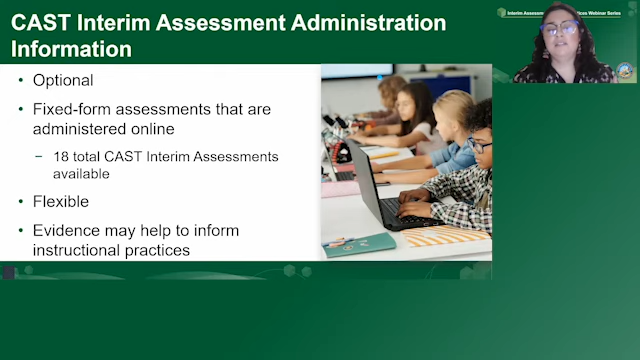 CAST Interim Assessment Administration
Information
Interim Assessment
ices Webinar Series
• Optional
• Fixed-form assessments that are
administered online
− 18 total CAST Interim Assessments
available
• Flexible
• Evidence may help to inform
instructional practices